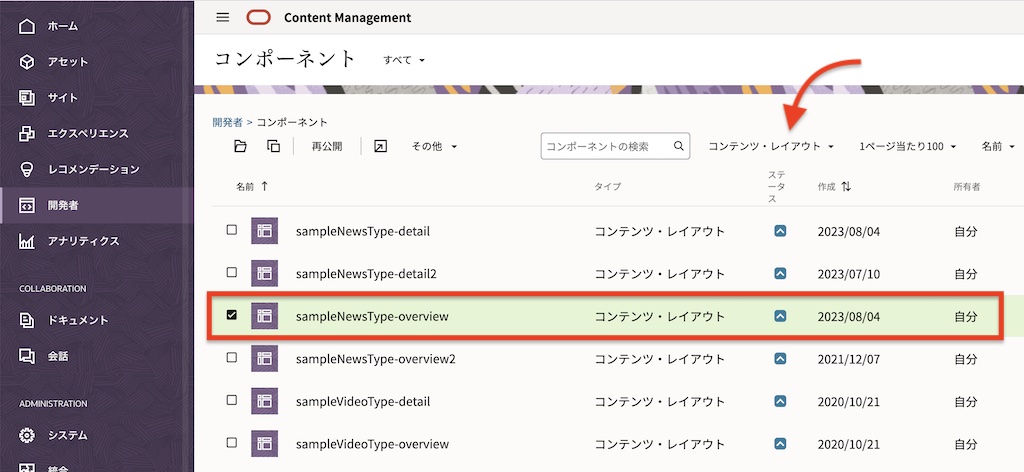 ホーム
アセット
サイト
エクスペリエンス
レコメンデーション
開発者
アナリティクス
COLLABORATION
ドキュメント
会話
ADMINISTRATION
システム
統合
Content Management
コンポーネント すべて
開発者 > コンポーネント
再公開 その他 コンポーネントの検索 コンテンツ・レイアウト 1ページ当たり100 名前
名前 タイプ ステータス 作成 所有者
sampleNewsType-detail コンテンツ・レイアウト 2023/08/04 自分
sampleNewsType-detail2 コンテンツ・レイアウト 2023/07/10 自分
sampleNewsType-overview コンテンツ・レイアウト 2023/08/04 自分
sampleNewsType-overview2 コンテンツ・レイアウト 2021/12/07 自分
sampleVideoType-detail コンテンツ・レイアウト 2020/10/21 自分
sampleVideoType-overview コンテンツ・レイアウト 2020/10/21 自分